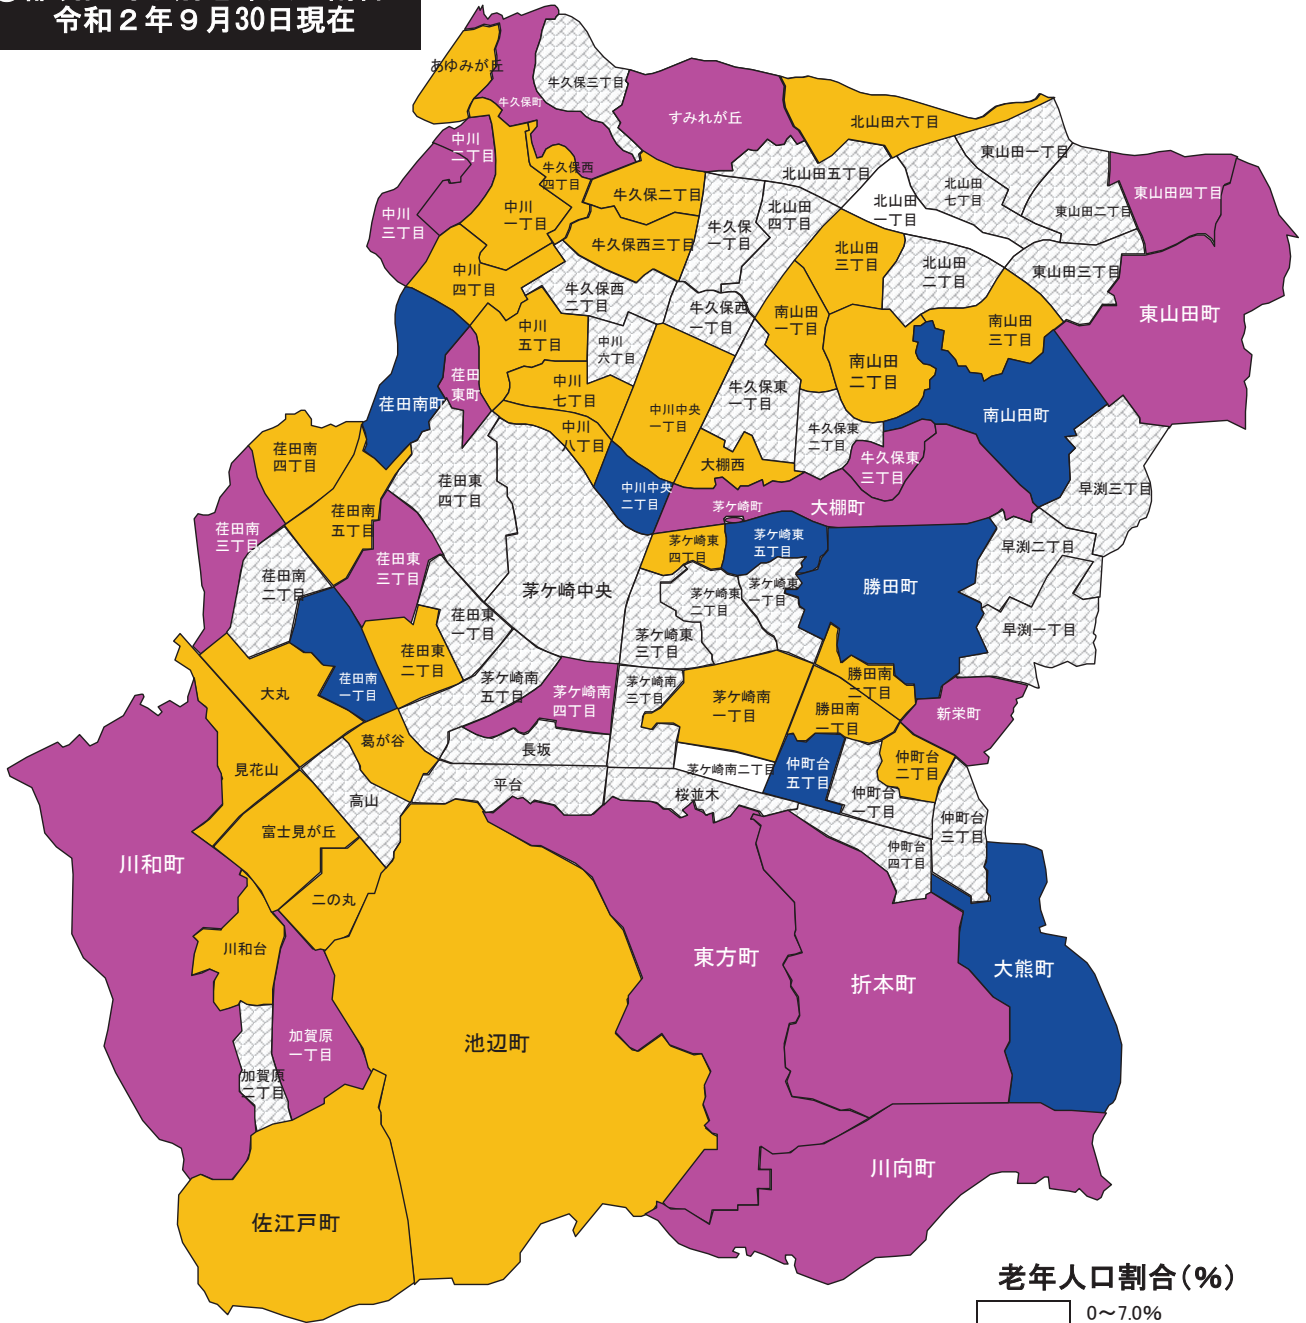 令和２年９月30日現在
あゆみが丘
牛久保町
牛久保三丁目
すみれが丘
北山田六丁目
中川
二丁目
牛久保西
四丁目
牛久保二丁目
北山田五丁目
東山田一丁目
北山田
七丁目
東山田二丁目
東山田四丁目
中川
三丁目
中川
一丁目
牛久保西三丁目
牛久保
一丁目
北山田
四丁目
北山田
一丁目
北山田
三丁目
北山田
二丁目
東山田三丁目
東山田町
中川
四丁目
牛久保西
二丁目
牛久保西
一丁目
南山田
一丁目
南山田
三丁目
中川
五丁目
中川
六丁目
南山田
二丁目
荏田
東町
荏田南町
中川
七丁目
中川
八丁目
中川中央
一丁目
牛久保東
一丁目
牛久保東
二丁目
南山田町
牛久保東
三丁目
荏田南
四丁目
大棚西
荏田東
四丁目
中川中央
二丁目
早渕三丁目
荏田南
五丁目
茅ケ崎町
大棚町
荏田南
三丁目
荏田東
三丁目
茅ケ崎東
四丁目
茅ケ崎東
五丁目
早渕二丁目
荏田南
二丁目
茅ケ崎中央
茅ケ崎東
二丁目
茅ケ崎東
一丁目
勝田町
荏田東
一丁目
茅ケ崎東
三丁目
早渕一丁目
荏田東
二丁目
荏田南
一丁目
大丸
茅ケ崎南
五丁目
茅ケ崎南
四丁目
茅ケ崎南
三丁目
茅ケ崎南
一丁目
勝田南
二丁目
勝田南
一丁目
新栄町
葛が谷
長坂
見花山
茅ケ崎南二丁目
仲町台
五丁目
仲町台
二丁目
平台
桜並木
高山
仲町台
一丁目
仲町台
三丁目
富士見が丘
仲町台
四丁目
川和町
二の丸
川和台
東方町
折本町
大熊町
加賀原
一丁目
池辺町
加賀原
二丁目
川向町
佐江戸町
老年人口割合(%)
0～7.0%